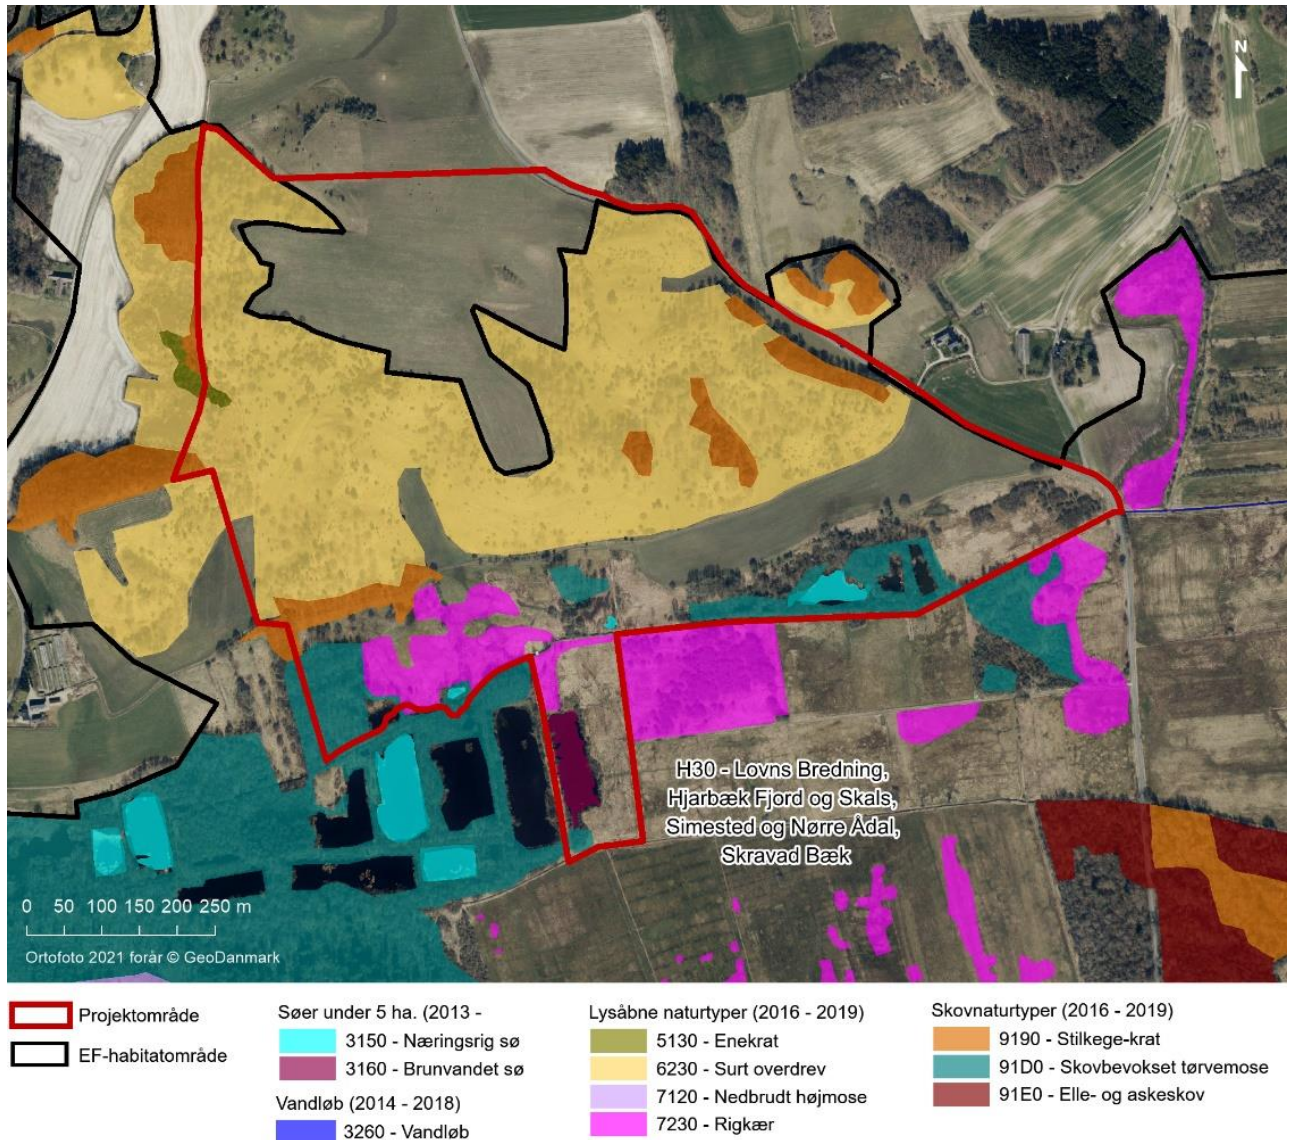 N
H30 - Lovns Bredning,
Hjarbæk Fjord og Skals,
Simested og Nørre Ådal,
Skravad Bæk
0 50 100 150 200 250 m
Ortofoto 2021 forår © GeoDanmark
Projektområde
EF-habitatområde
Søer under 5 ha. (2013 -
3150 - Næringsrig sø
3160 - Brunvandet sø
Vandløb (2014 - 2018)
3260 - Vandløb
Lysåbne naturtyper (2016 - 2019)
5130 - Enekrat
6230 - Surt overdrev
7120 - Nedbrudt højmose
7230 - Rigkær
Skovnaturtyper (2016 - 2019)
9190 - Stilkege-krat
91D0 - Skovbevokset tørvemose
91E0 - Elle- og askeskov